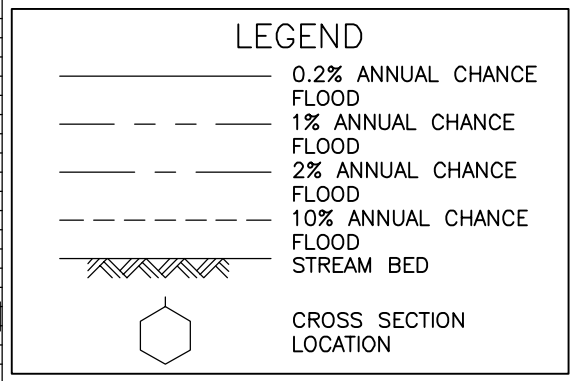 LEGEND
0.2% ANNUAL CHANCE
FLOOD
1% ANNUAL CHANCE
FLOOD
2% ANNUAL CHANCE
FLOOD
10% ANNUAL CHANCE
FLOOD
STREAM BED
CROSS SECTION
LOCATION